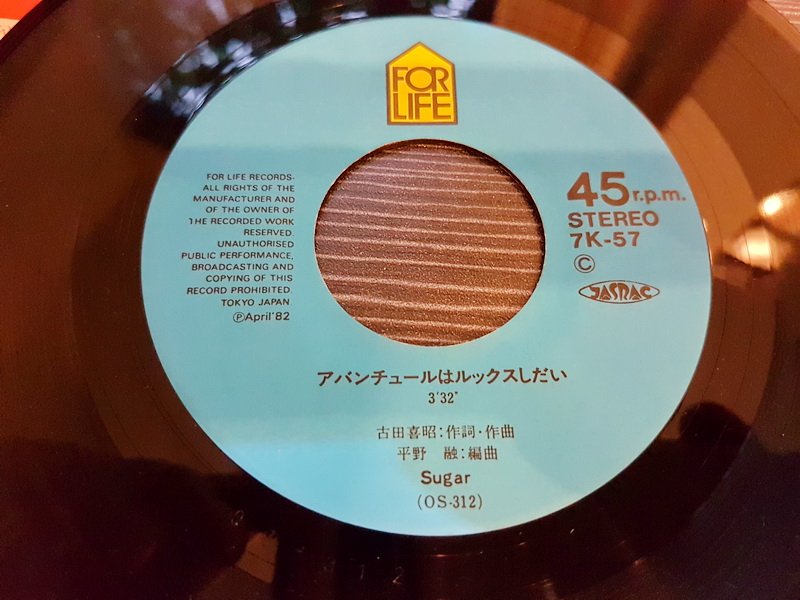 FOR
LIFE
FOR LIFE RECORDS·
ALL RIGHTS OF THE
MANUFACTURER AND
OF THE OWNER OF
THE RECORDED WORK
RESERVED.
UNAUTHORISED
PUBLIC PERFORMANCE,
BROADCASTING AND
COPYING OF THIS
RECORD PROHIBITED.
TOKYO JAPAN
ⓅApril'82
45r.p.m.
STEREO
7K-57
©
JASRAC
アバンチュールはルックスしだい
3'32"
古田喜昭:作詞・作曲
平野 融:編曲
Sugar
(OS-312)